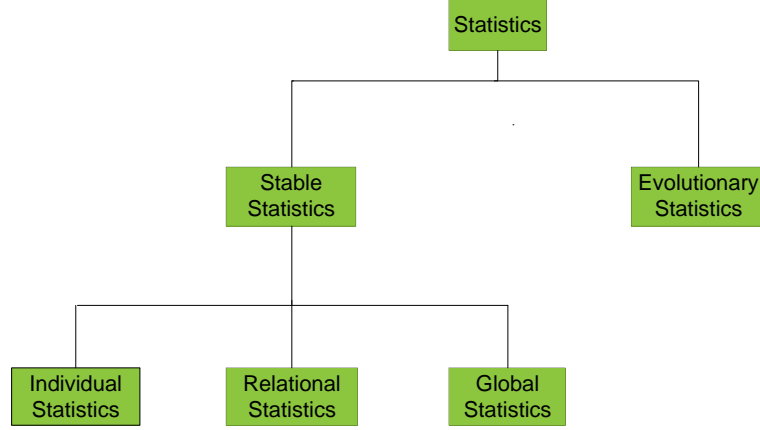 Statistics
Stable
Statistics
Evolutionary
Statistics
Individual
Statistics
Relational
Statistics
Global
Statistics